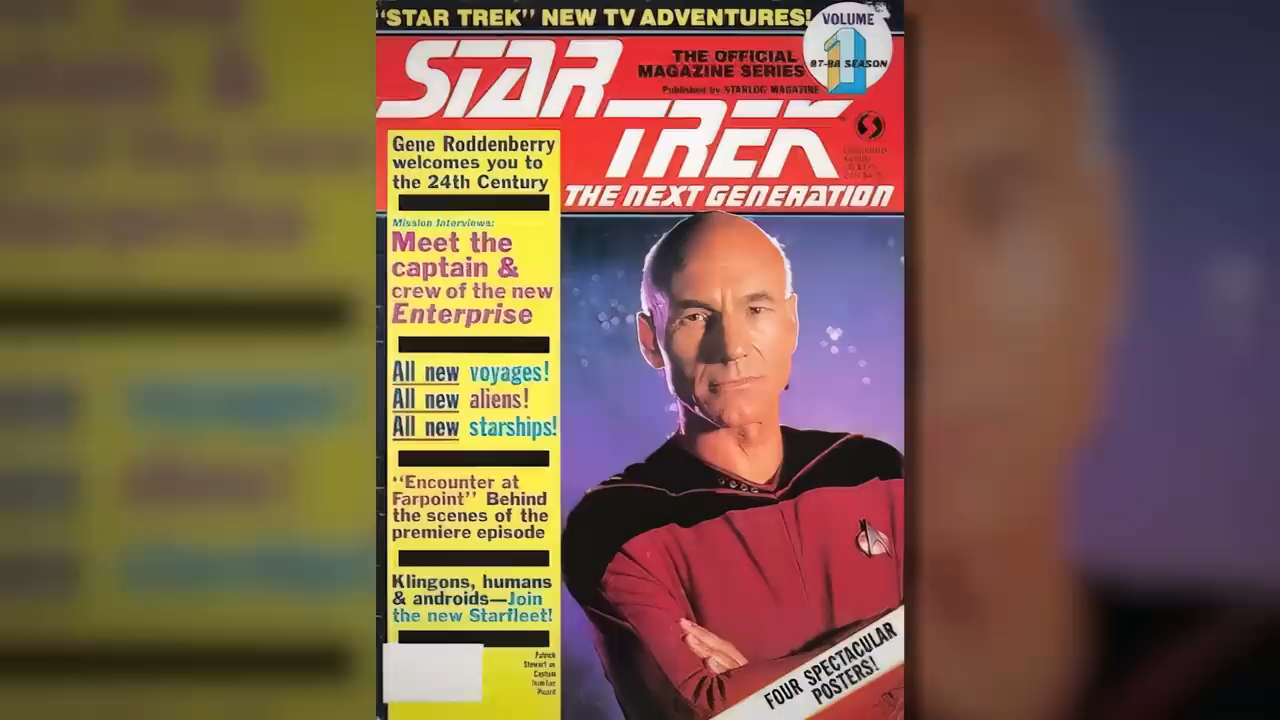 "STAR TREK" NEW TV ADVENTURES!
VOLUME
1
87-88 SEASON
STAR
TREK
THE OFFICIAL
MAGAZINE SERIES
Published by STARLOG MAGAZINE
THE NEXT GENERATION
Gene Roddenberry
welcomes you to
the 24th Century
Mission Interviews:
Meet the
captain &
crew of the new
Enterprise
All new voyages!
All new aliens!
All new starships!
"Encounter at
Farpoint" Behind
the scenes of the
premiere episode
Klingons, humans
& androids—Join
the new Starfleet!
Patrick
Stewart as
Captain
Jean-Luc
Picard
FOUR SPECTACULAR
POSTERS!